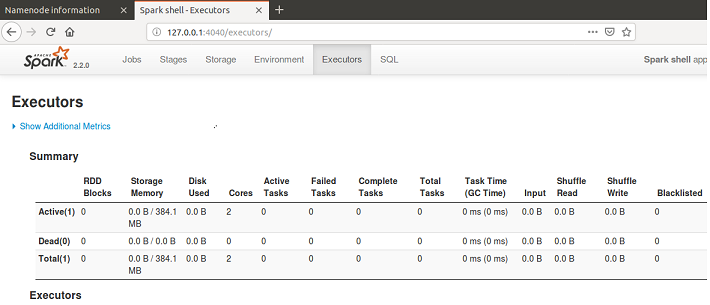 Namenode information
Spark shell - Executors
127.0.0.1:4040/executors/
APACHE Spark 2.2.0 Jobs Stages Storage Environment Executors SQL Spark shell app
Executors
Show Additional Metrics
Summary
RDD Blocks Storage Memory Disk Used Cores Active Tasks Failed Tasks Complete Tasks Total Tasks Task Time (GC Time) Input Shuffle Read Shuffle Write Blacklisted
Active(1) 0 0.0 B / 384.1 MB 0.0 B 2 0 0 0 0 0 ms (0 ms) 0.0 B 0.0 B 0.0 B 0
Dead(0) 0 0.0 B / 0.0 B 0.0 B 0 0 0 0 0 0 ms (0 ms) 0.0 B 0.0 B 0.0 B 0
Total(1) 0 0.0 B / 384.1 MB 0.0 B 2 0 0 0 0 0 ms (0 ms) 0.0 B 0.0 B 0.0 B 0
Executors